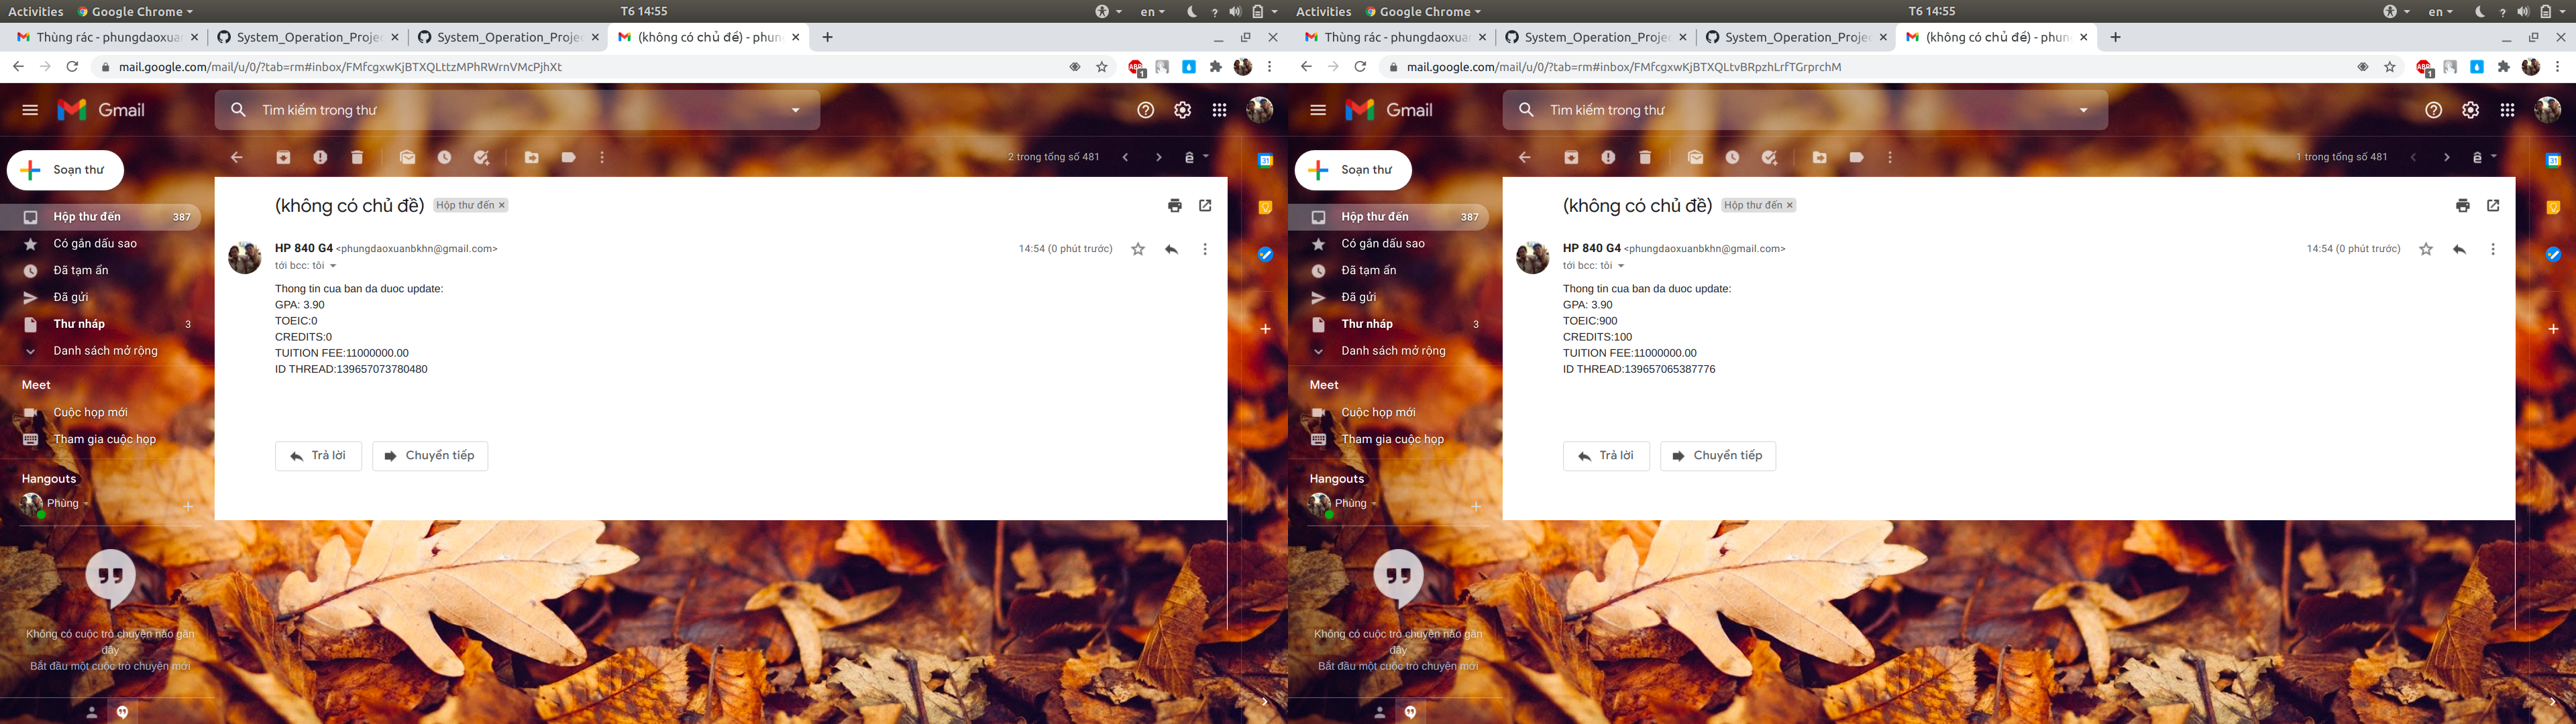 Activities Google Chrome T6 14:55 en
Thùng rác - phungdaoxua System_Operation_Projec System_Operation_Projec (không có chủ đề) - phun
mail.google.com/mail/u/0/?tab=rm#inbox/FMfcgxwKjBTXQLttzMPhRWrnVMcPjhXt
Gmail
Tìm kiếm trong thư
Soạn thư
2 trong tổng số 481
Hộp thư đến 387
Có gắn dấu sao
Đã tạm ẩn
Đã gửi
Thư nháp 3
Danh sách mở rộng
Meet
Cuộc họp mới
Tham gia cuộc họp
Hangouts
Phùng
Không có cuộc trò chuyện nào gần
đây
Bắt đầu một cuộc trò chuyện mới
(không có chủ đề) Hộp thư đến
HP 840 G4 <phungdaoxuanbkhn@gmail.com>
14:54 (0 phút trước)
tới bcc: tôi
Thong tin cua ban da duoc update:
GPA: 3.90
TOEIC:0
CREDITS:0
TUITION FEE:11000000.00
ID THREAD:139657073780480
Trả lời
Chuyển tiếp
Activities Google Chrome T6 14:55 en
Thùng rác - phungdaoxua System_Operation_Projec System_Operation_Projec (không có chủ đề) - phun
mail.google.com/mail/u/0/?tab=rm#inbox/FMfcgxwKjBTXQLtvBRpzhLrfTGrprchM
Gmail
Tìm kiếm trong thư
Soạn thư
1 trong tổng số 481
Hộp thư đến 387
Có gắn dấu sao
Đã tạm ẩn
Đã gửi
Thư nháp 3
Danh sách mở rộng
Meet
Cuộc họp mới
Tham gia cuộc họp
Hangouts
Phùng
Không có cuộc trò chuyện nào gần
đây
Bắt đầu một cuộc trò chuyện mới
(không có chủ đề) Hộp thư đến
HP 840 G4 <phungdaoxuanbkhn@gmail.com>
14:54 (0 phút trước)
tới bcc: tôi
Thong tin cua ban da duoc update:
GPA: 3.90
TOEIC:900
CREDITS:100
TUITION FEE:11000000.00
ID THREAD:139657065387776
Trả lời
Chuyển tiếp